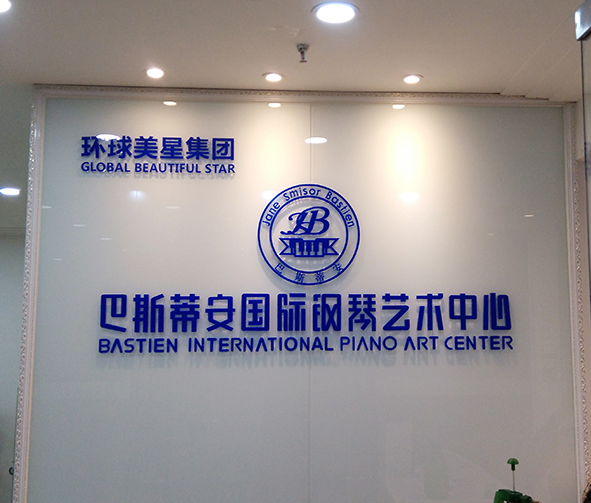 环球美星集团
GLOBAL BEAUTIFUL STAR
Jane Smisor Bastien
JB
巴斯蒂安
巴斯蒂安国际钢琴艺术中心
BASTIEN INTERNATIONAL PIANO ART CENTER